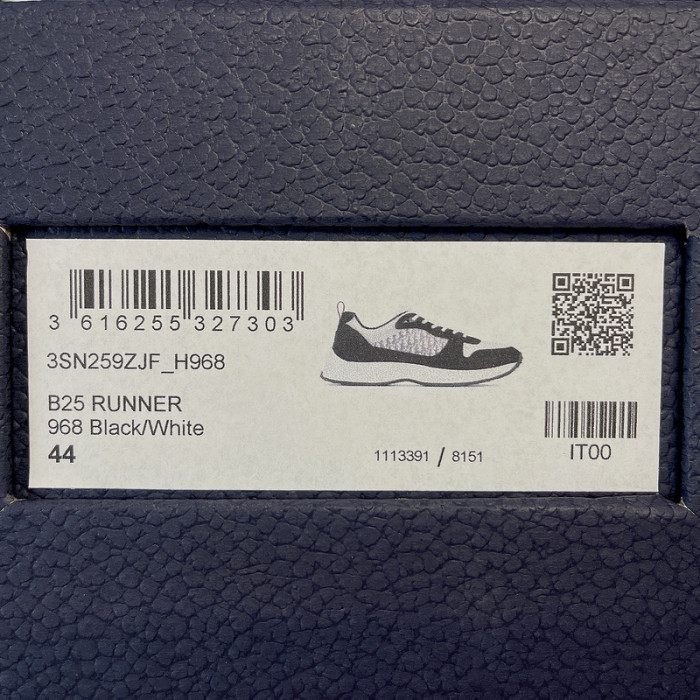 3 616255 327303
3SN259ZJF_H968
B25 RUNNER
968 Black/White
44
1113391 / 8151
IT00